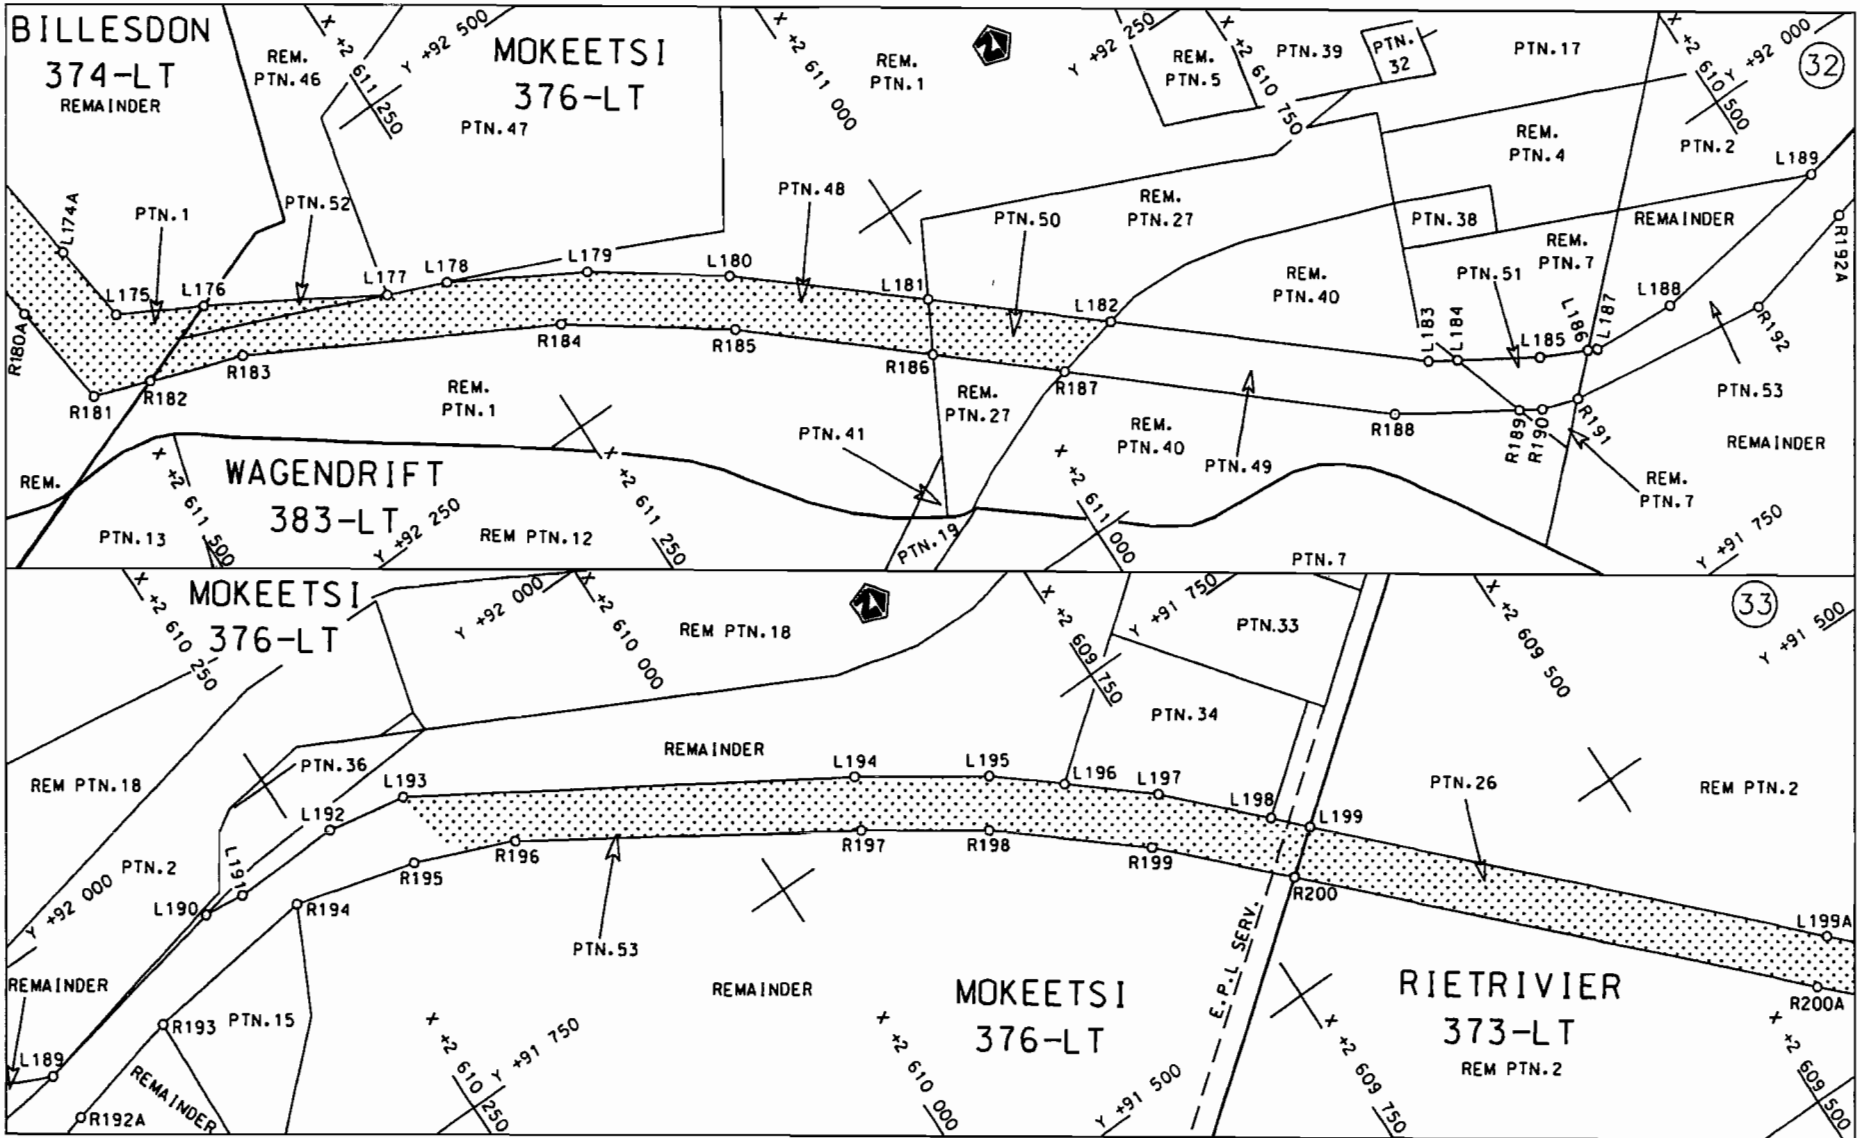 BILLESDON
374-LT
REMAINDER
REM.
PTN.46
X +2 611 250
Y +92 500
MOKEETSI
376-LT
PTN.47
X +2 611 000
REM.
PTN.1
Y +92 250
REM.
PTN.5
X +2 610 750
PTN.39
PTN.
32
PTN.17
X +2 610 500
Y +92 000
32
REM.
PTN.4
PTN.2
L189
L174A
PTN.1
PTN.52
PTN.48
PTN.50
REM.
PTN.27
PTN.38
REMAINDER
REM.
PTN.7
R192A
L175
L176
L177
L178
L179
L180
L181
L182
REM.
PTN.40
PTN.51
L183
L184
L185
L186
L187
L188
R180A
R181
R182
R183
R184
R185
R186
R187
R188
R189
R190
R191
R192
PTN.53
REM.
PTN.1
REM.
PTN.27
PTN.41
REM.
PTN.40
PTN.49
REMAINDER
REM.
PTN.7
REM.
WAGENDRIFT
383-LT
PTN.13
X +2 611 500
Y +92 250
REM PTN.12
X +2 611 250
PTN.19
X +2 611 000
PTN.7
Y +91 750
MOKEETSI
376-LT
X +2 610 250
Y +92 000
X +2 610 000
REM PTN.18
X +2 609 750
Y +91 750
PTN.33
X +2 609 500
33
Y +91 500
PTN.34
REM PTN.18
PTN.36
REMAINDER
PTN.26
REM PTN.2
L193
L194
L195
L196
L197
L198
L199
L192
L191
L190
PTN.2
Y +92 000
R194
R195
R196
R197
R198
R199
R200
L199A
R200A
PTN.53
REMAINDER
REMAINDER
L189
R193
PTN.15
REMAINDER
R192A
X +2 610 250
Y +91 750
X +2 610 000
MOKEETSI
376-LT
Y +91 500
E.P.L SERV.
X +2 609 750
RIETRIVIER
373-LT
REM PTN.2
X +2 609 500